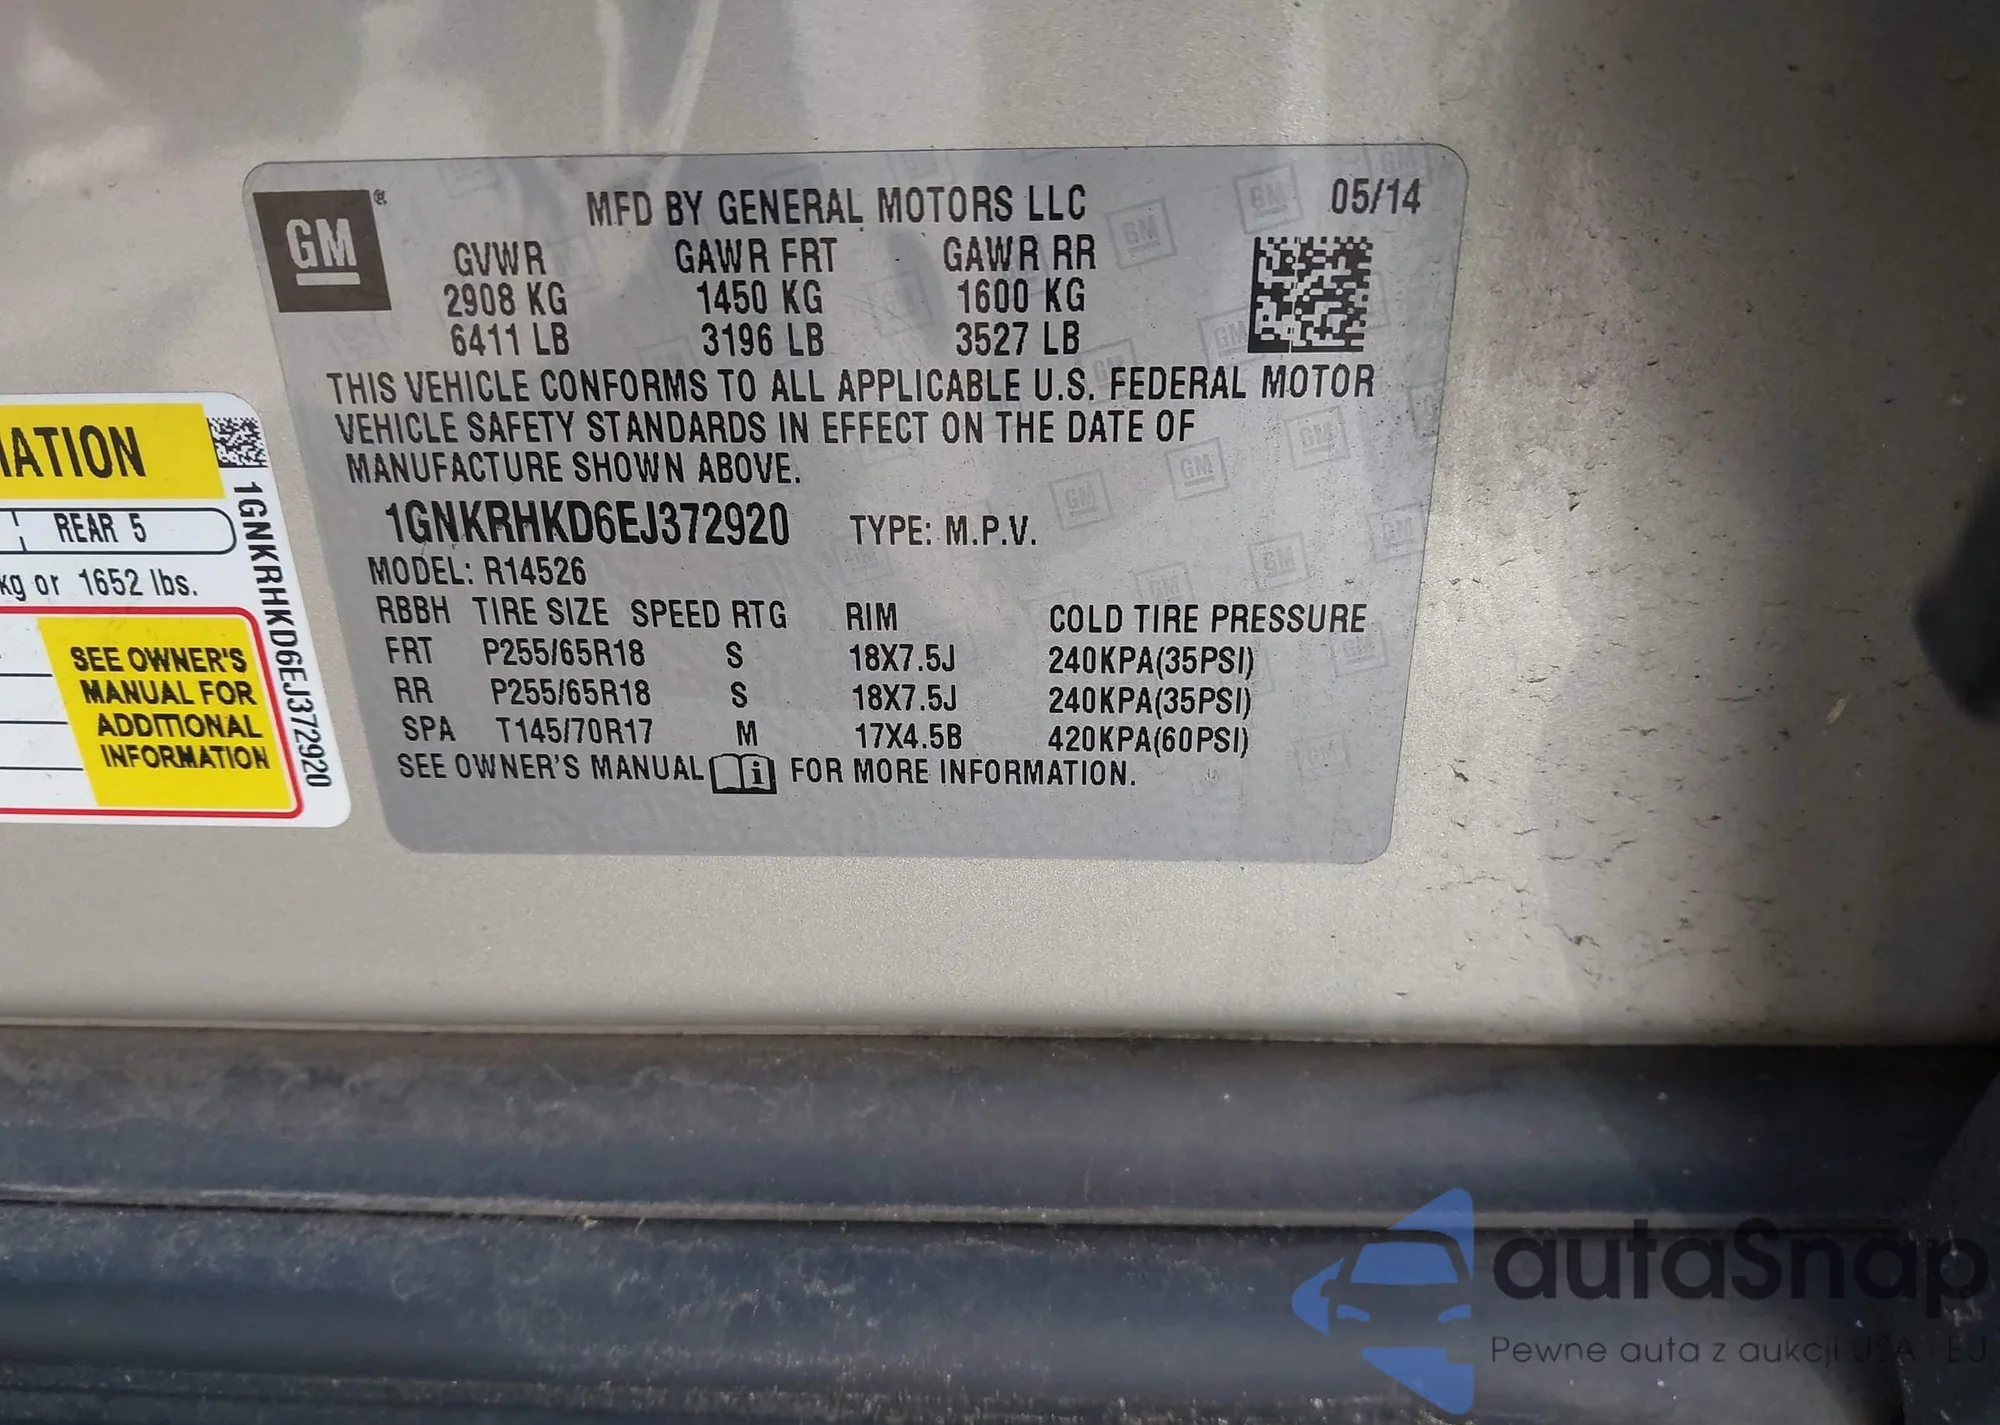 GM®
MFD BY GENERAL MOTORS LLC 05/14
GVWR GAWR FRT GAWR RR
2908 KG 1450 KG 1600 KG
6411 LB 3196 LB 3527 LB
THIS VEHICLE CONFORMS TO ALL APPLICABLE U.S. FEDERAL MOTOR
VEHICLE SAFETY STANDARDS IN EFFECT ON THE DATE OF
MANUFACTURE SHOWN ABOVE.
1GNKRHKD6EJ372920 TYPE: M.P.V.
MODEL: R14526
RBBH TIRE SIZE SPEED RTG RIM COLD TIRE PRESSURE
FRT P255/65R18 S 18X7.5J 240KPA(35PSI)
RR P255/65R18 S 18X7.5J 240KPA(35PSI)
SPA T145/70R17 M 17X4.5B 420KPA(60PSI)
SEE OWNER'S MANUAL i FOR MORE INFORMATION.
IATION
REAR 5
kg or 1652 lbs.
SEE OWNER'S
MANUAL FOR
ADDITIONAL
INFORMATION
1GNKRHKD6EJ372920
autaSnap
Pewne auta z aukcji USA i EU